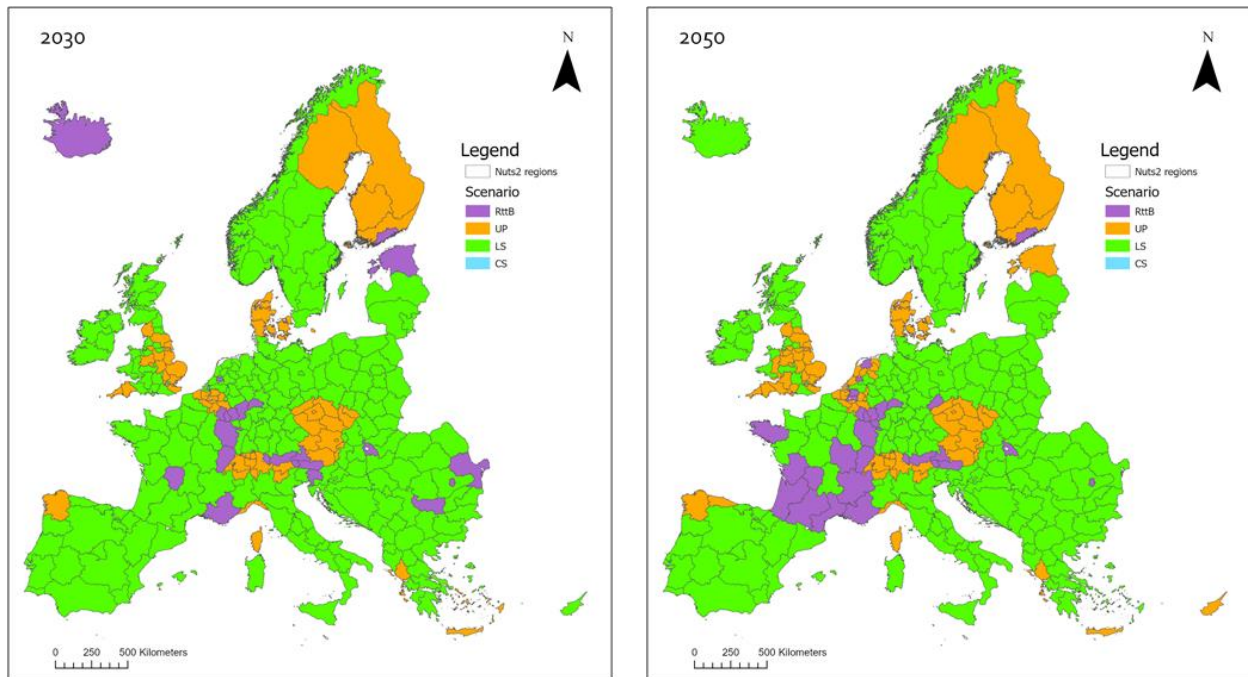 2030
N
Legend
Nuts2 regions
Scenario
RttB
UP
LS
CS
0 250 500 Kilometers
2050
N
Legend
Nuts2 regions
Scenario
RttB
UP
LS
CS
0 250 500 Kilometers